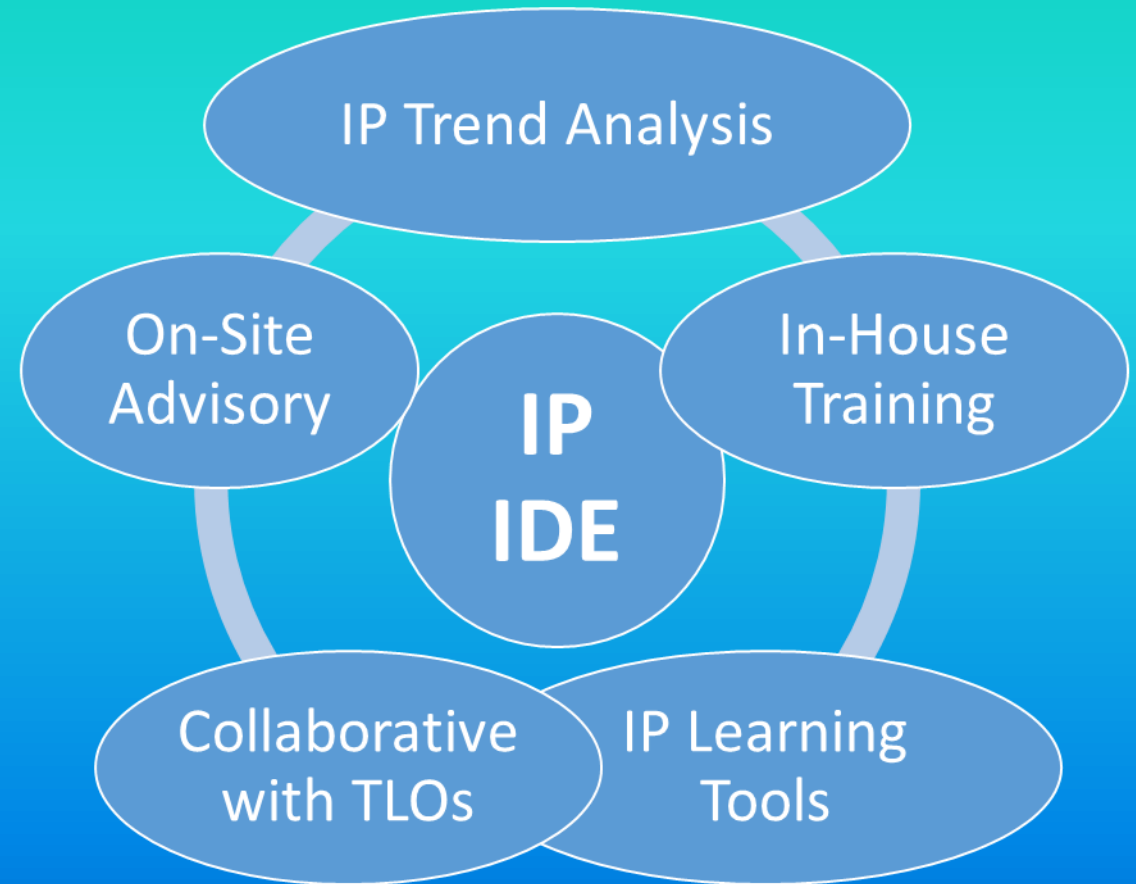 IP Trend Analysis
On-Site
Advisory
In-House
Training
IP
IDE
Collaborative
with TLOs
IP Learning
Tools